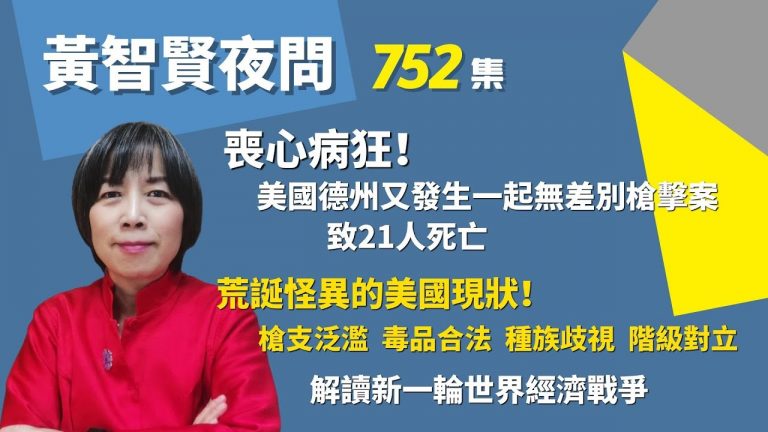 黃智賢夜問 752集
喪心病狂！
美國德州又發生一起無差別槍擊案
致21人死亡
荒誕怪異的美國現狀！
槍支泛濫 毒品合法 種族歧視 階級對立
解讀新一輪世界經濟戰爭